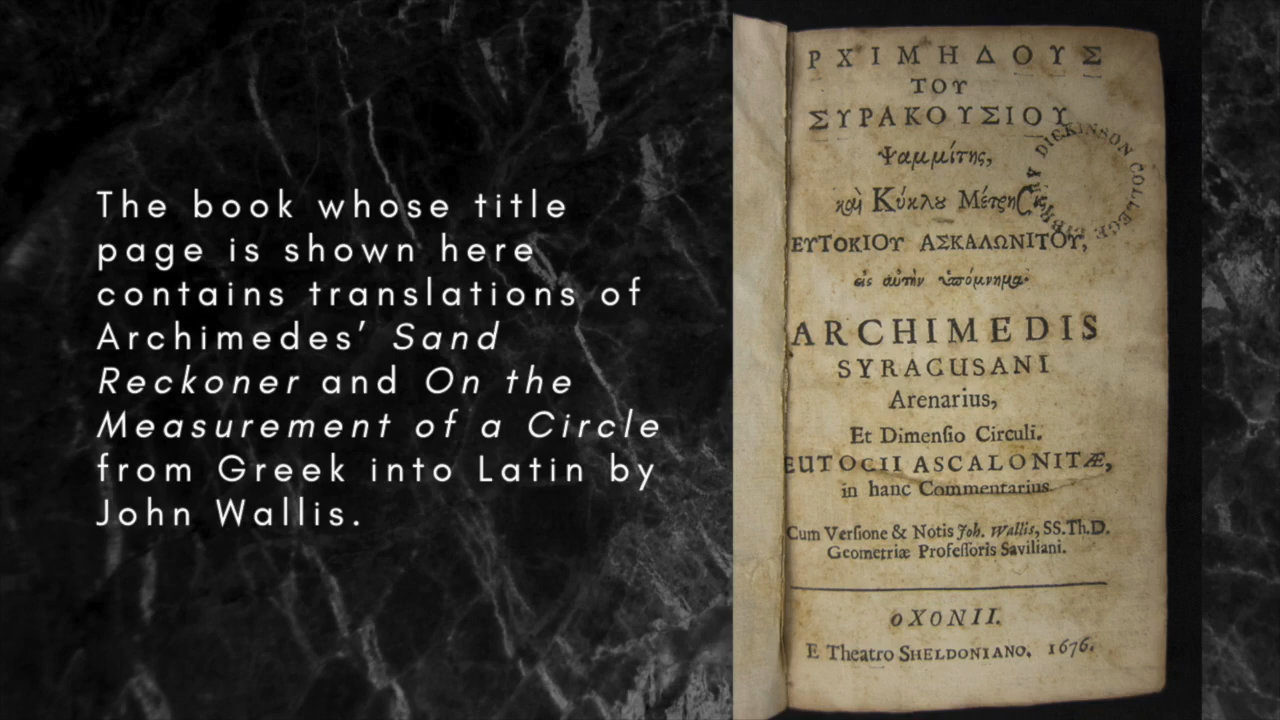 The book whose title
page is shown here
contains translations of
Archimedes’ Sand
Reckoner and On the
Measurement of a Circle
from Greek into Latin by
John Wallis.
ΡΧΙΜΗΔΟΥΣ
ΤΟΥ
ΣΥΡΑΚΟΥΣΙΟΥ
Ψαμμίτης,
καὶ Κύκλου
ΕΥΤΟΚΙΟΥ ΑΣΚΑΛΩΝΙΤΟΥ,
εἰς αὐτὴν ὑπόμνημα.
ARCHIMEDIS
SYRACUSANI
Arenarius,
Et Dimenſio Circuli.
EUTOCII ASCALONITÆ,
in hanc Commentarius.
Cum Verſione & Notis Joh. Wallis, SS.Th.D.
Geometriæ Profeſſoris Saviliani.
OXONII.
E Theatro SHELDONIANO. 1676.
DICKINSON COLLEGE